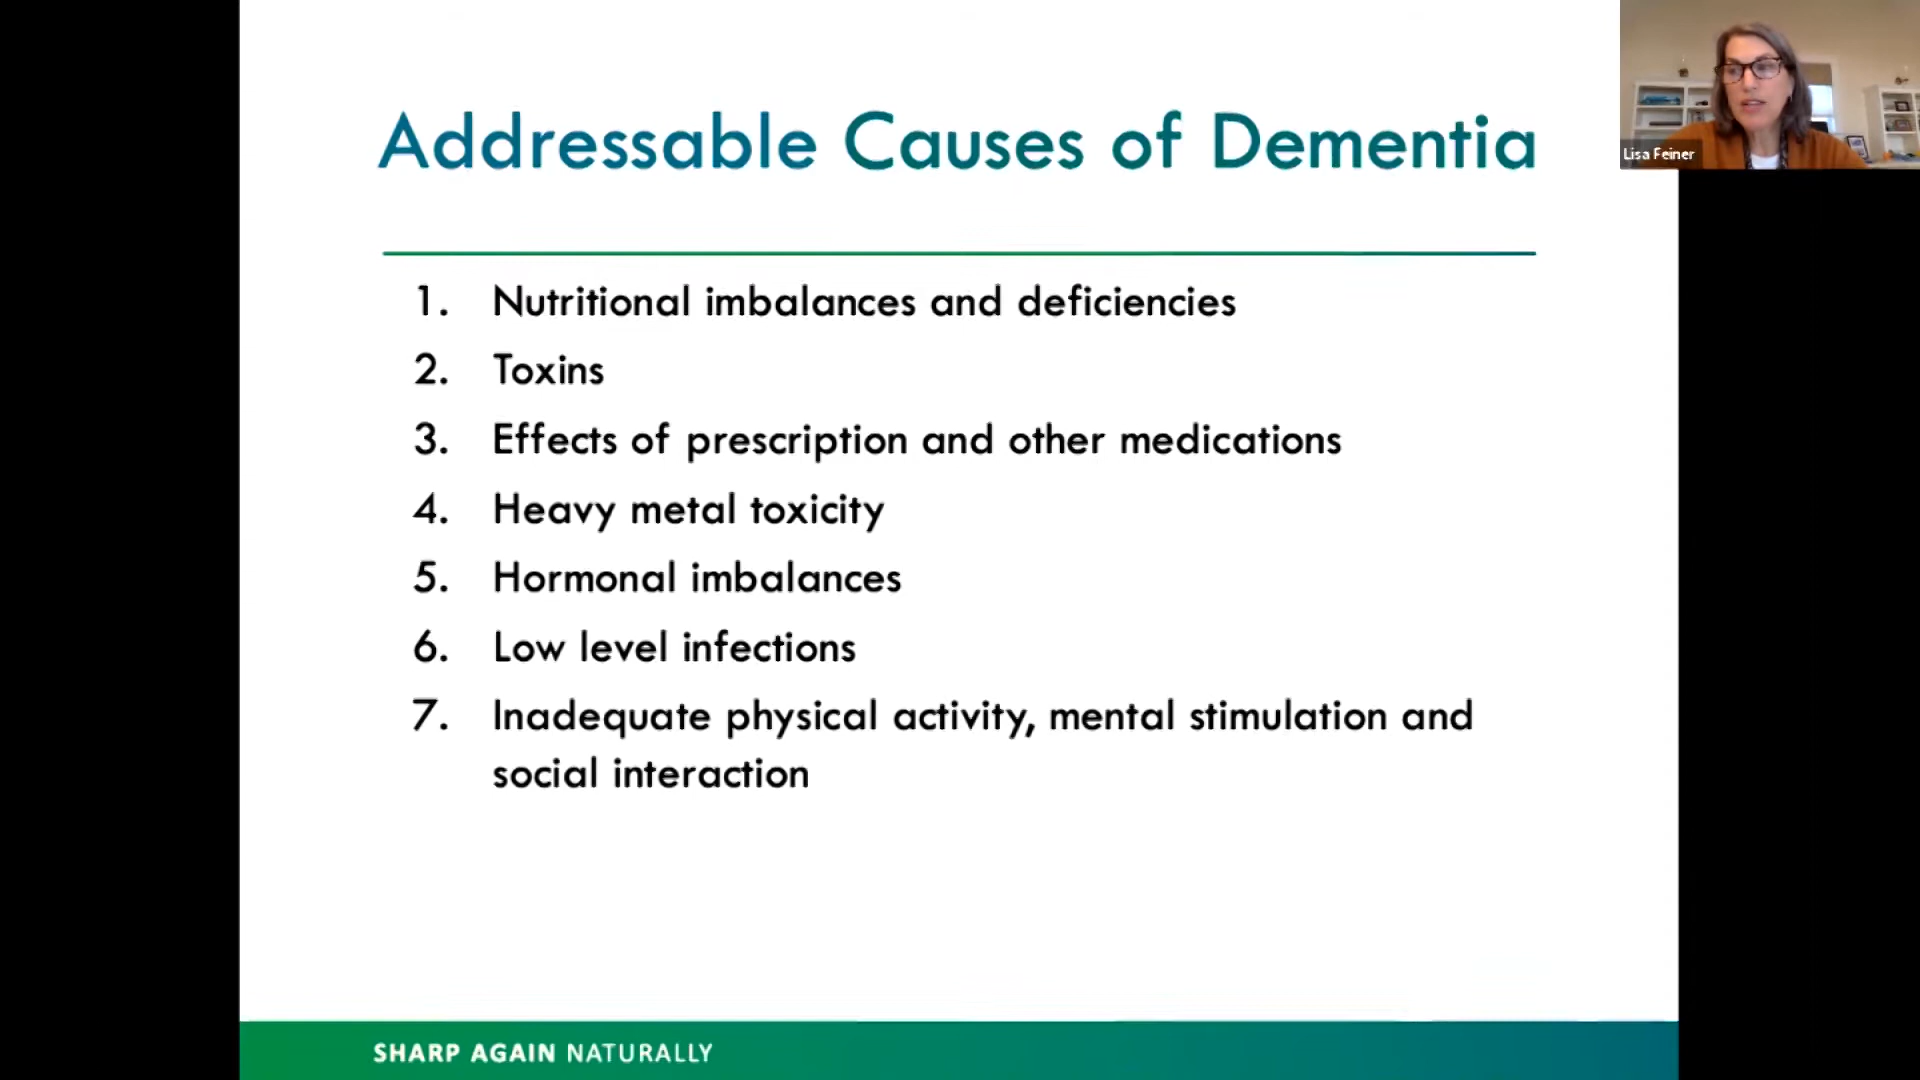 Addressable Causes of Dementia
Lisa Feiner
1. Nutritional imbalances and deficiencies
2. Toxins
3. Effects of prescription and other medications
4. Heavy metal toxicity
5. Hormonal imbalances
6. Low level infections
7. Inadequate physical activity, mental stimulation and
social interaction
SHARP AGAIN NATURALLY